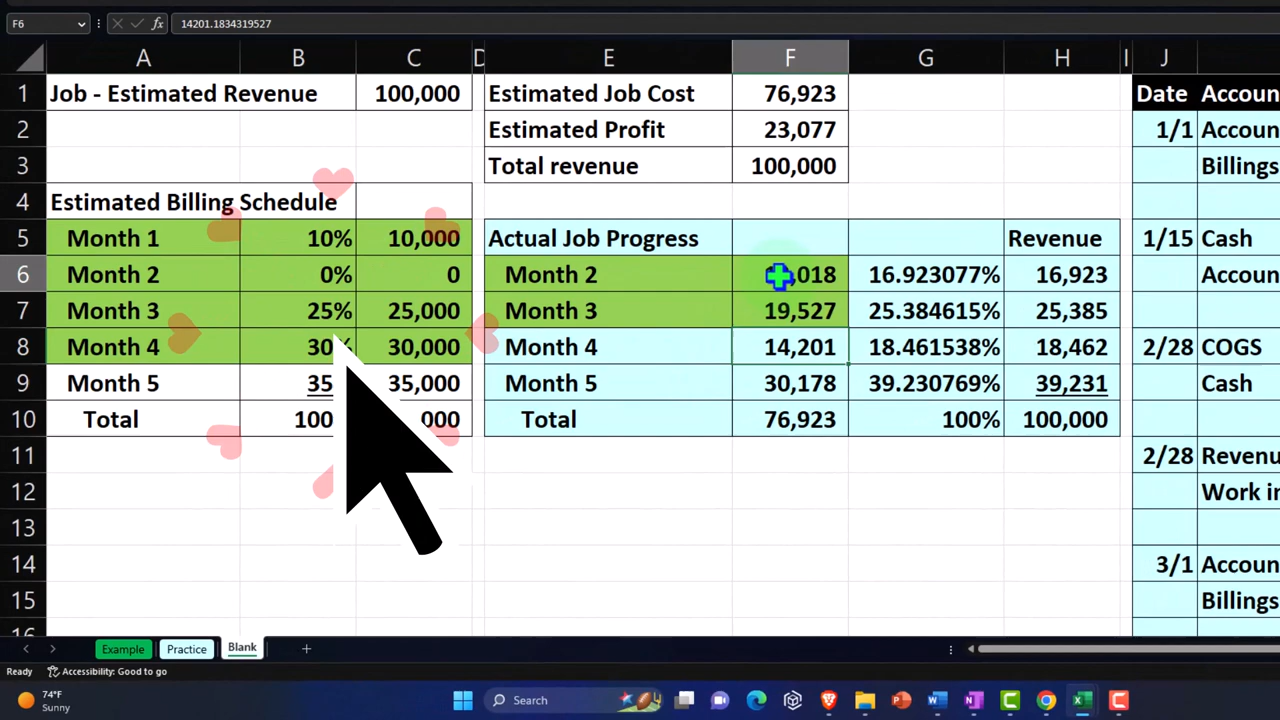 F6 fx 14201.1834319527
A B C D E F G H I J
1 Job - Estimated Revenue 100,000 Estimated Job Cost 76,923 Date
2 Estimated Profit 23,077 1/1
3 Total revenue 100,000 Billings
4 Estimated Billing Schedule
5 Month 1 10% 10,000 Actual Job Progress Revenue 1/15 Cash
6 Month 2 0% 0 Month 2 16.923077% 16,923
7 Month 3 25% 25,000 Month 3 19,527 25.384615% 25,385
8 Month 4 30% 30,000 Month 4 14,201 18.461538% 18,462 2/28 COGS
9 Month 5 35 35,000 Month 5 30,178 39.230769% 39,231 Cash
10 Total 100 Total 76,923 100% 100,000
11 2/28
12 Work
13
14 3/1
15 Billings
Example Practice Blank +
Ready Accessibility: Good to go
74°F
Sunny
Search